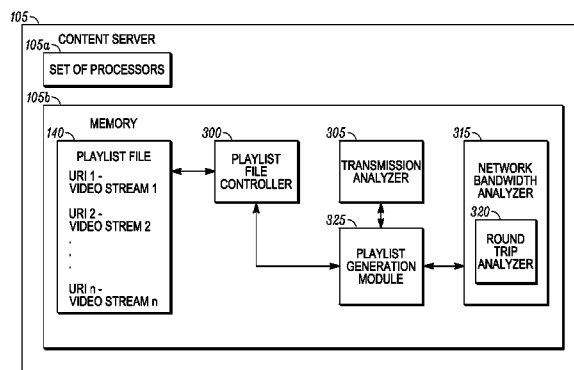 105
CONTENT SERVER
105a
SET OF PROCESSORS
105b
MEMORY
140
PLAYLIST FILE
URI 1 -
VIDEO STREAM 1
URI 2 -
VIDEO STREM 2
.
.
.
URI n -
VIDEO STREAM n
300
PLAYLIST
FILE
CONTROLLER
305
TRANSMISSION
ANALYZER
325
PLAYLIST
GENERATION
MODULE
315
NETWORK
BANDWIDTH
ANALYZER
320
ROUND
TRIP
ANALYZER